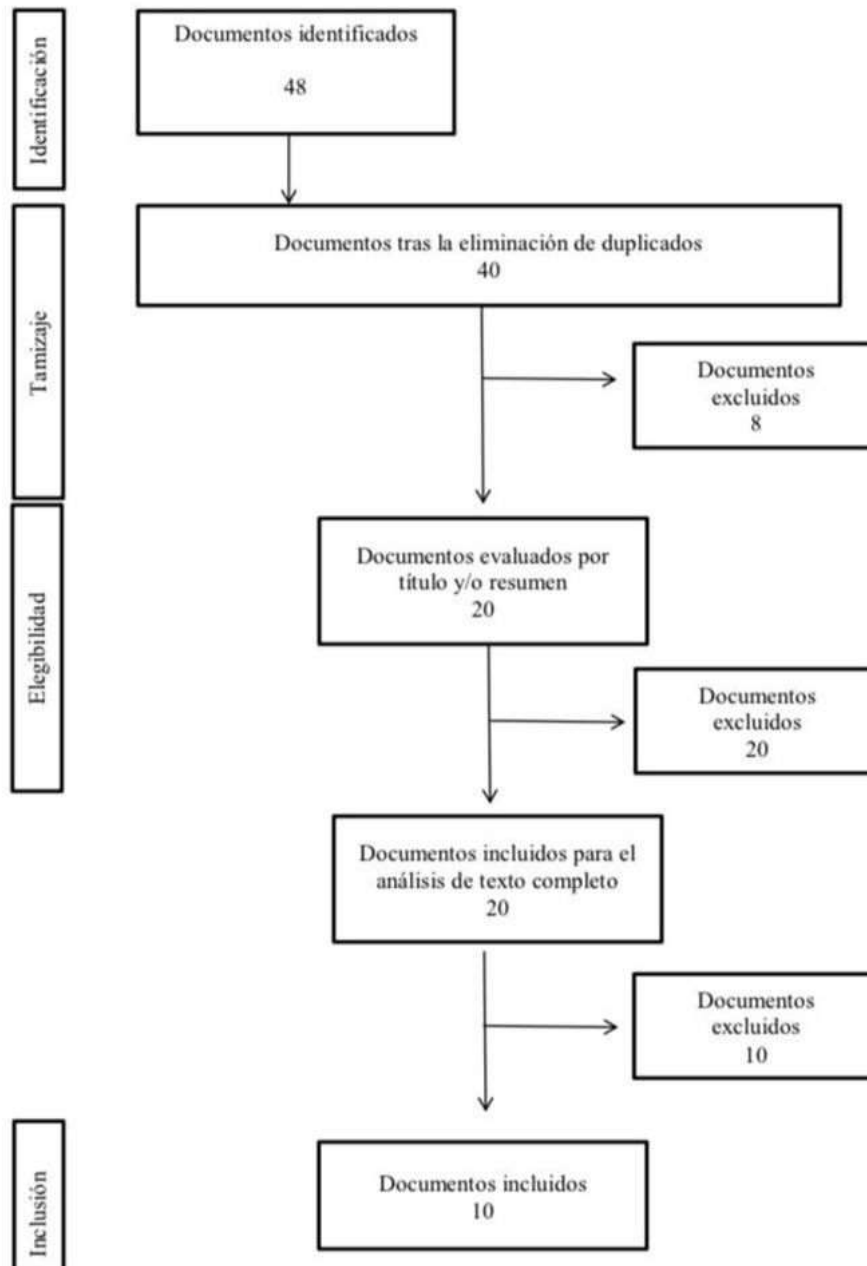 Identificación
Documentos identificados
48
Tamizaje
Documentos tras la eliminación de duplicados
40
Documentos
excluidos
8
Elegibilidad
Documentos evaluados por
título y/o resumen
20
Documentos
excluidos
20
Documentos incluidos para el
análisis de texto completo
20
Documentos
excluidos
10
Inclusión
Documentos incluidos
10